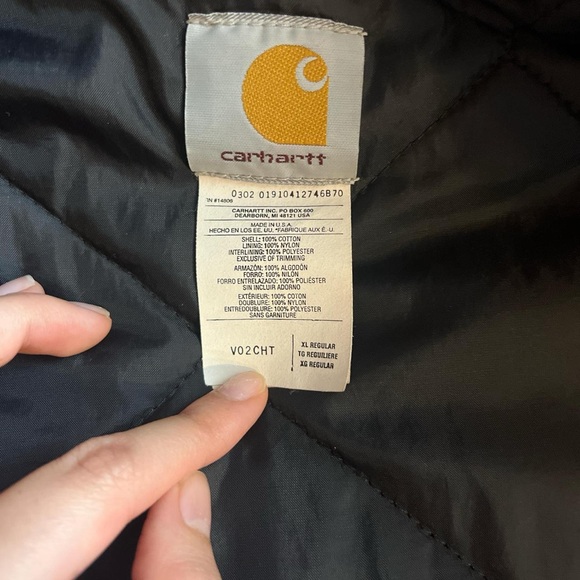 carhartt
0302 01910412746B70
RN #14806
CARHARTT INC. PO BOX 600
DEARBORN, MI 48121 USA
MADE IN U.S.A.
HECHO EN LOS EE. UU. *FABRIQUE AUX É.-U.
SHELL: 100% COTTON
LINING: 100% NYLON
INTERLINING: 100% POLYESTER
EXCLUSIVE OF TRIMMING
ARMAZÓN: 100% ALGODÓN
FORRO: 100% NILÓN
FORRO ENTRELAZADO: 100% POLIÉSTER
SIN INCLUIR ADORNO
EXTÉRIEUR: 100% COTON
DOUBLURE: 100% NYLON
ENTREDOUBLURE: 100% POLYESTER
SANS GARNITURE
V02CHT
XL REGULAR
TG REGUILIERE
XG REGULAR